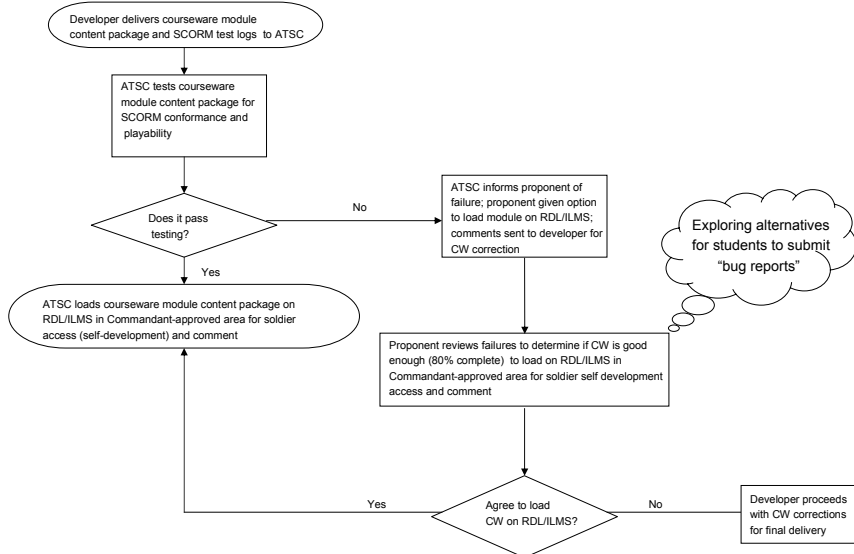 Developer delivers courseware module
content package and SCORM test logs to ATSC
ATSC tests courseware
module content package for
SCORM conformance and
playability
Does it pass
testing?
No
Yes
ATSC informs proponent of
failure; proponent given option
to load module on RDL/ILMS;
comments sent to developer for
CW correction
Exploring alternatives
for students to submit
“bug reports”
ATSC loads courseware module content package on
RDL/ILMS in Commandant-approved area for soldier
access (self-development) and comment
Proponent reviews failures to determine if CW is good
enough (80% complete) to load on RDL/ILMS in
Commandant-approved area for soldier self development
access and comment
Agree to load
CW on RDL/ILMS?
Yes
No
Developer proceeds
with CW corrections
for final delivery